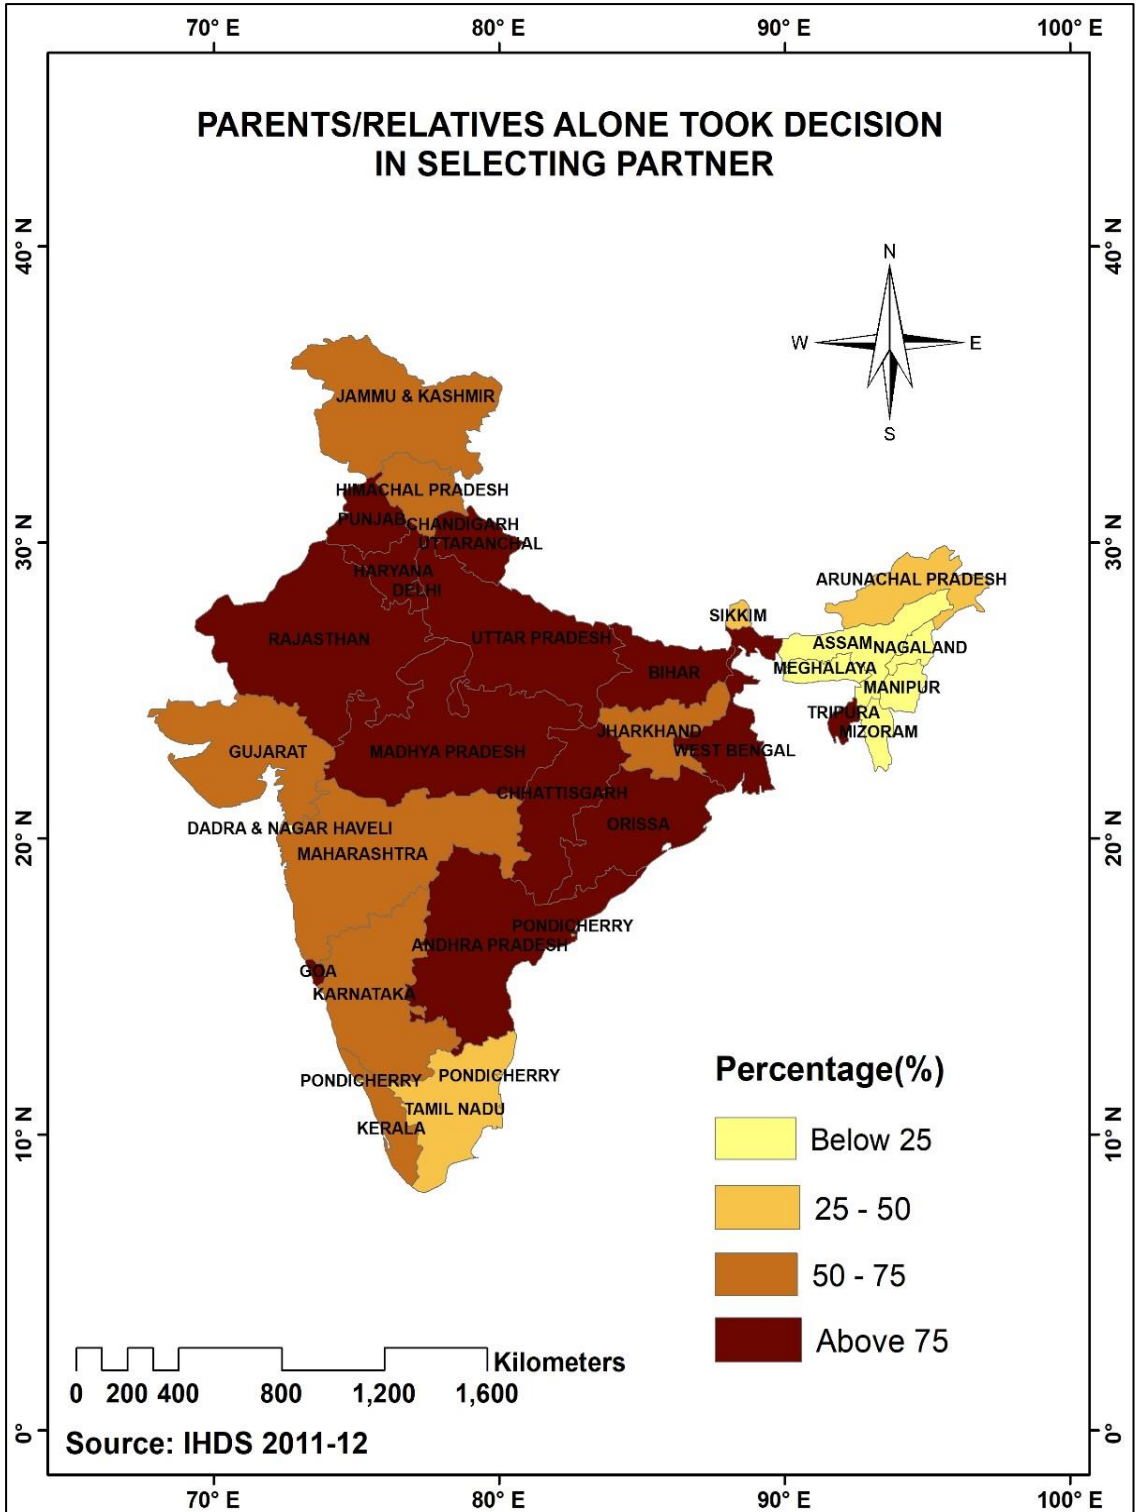 70° E 80° E 90° E 100° E
PARENTS/RELATIVES ALONE TOOK DECISION
IN SELECTING PARTNER
40° N 40° N
N
W E
S
JAMMU & KASHMIR
HIMACHAL PRADESH
PUNJAB
CHANDIGARH
30° N 30° N
UTTARANCHAL
HARYANA
DELHI
ARUNACHAL PRADESH
SIKKIM
RAJASTHAN
UTTAR PRADESH
ASSAM
NAGALAND
BIHAR
MEGHALAYA
MANIPUR
TRIPURA
JHARKHAND
MIZORAM
GUJARAT
MADHYA PRADESH
WEST BENGAL
CHHATTISGARH
ORISSA
DADRA & NAGAR HAVELI
20° N 20° N
MAHARASHTRA
PONDICHERRY
ANDHRA PRADESH
GOA
KARNATAKA
PONDICHERRY
PONDICHERRY
TAMIL NADU
KERALA
10° N 10° N
Percentage(%)
Below 25
25 - 50
50 - 75
Above 75
Kilometers
0 200 400 800 1,200 1,600
0° 0°
Source: IHDS 2011-12
70° E 80° E 90° E 100° E